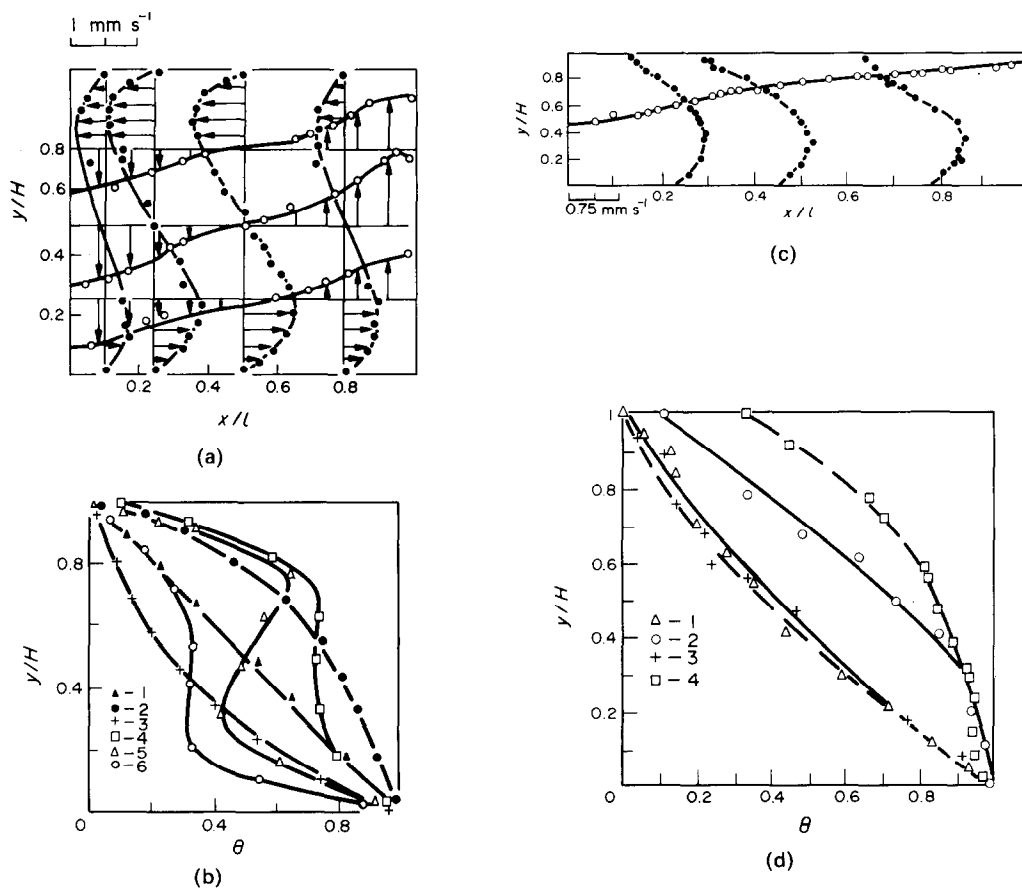 1 mm s⁻¹
y/H
0.8
0.6
0.4
0.2
0.2 0.4 0.6 0.8
x/l
(a)
y/H
0.8
0.4
▲ – 1
● – 2
+ – 3
□ – 4
△ – 5
○ – 6
0 0.4 0.8
θ
(b)
y/H
0.8
0.6
0.4
0.2
0.2 0.4 0.6 0.8
0.75 mm s⁻¹
x/l
(c)
y/H
1
0.8
0.6
0.4
0.2
△ – 1
○ – 2
+ – 3
□ – 4
0 0.2 0.4 0.6 0.8
θ
(d)